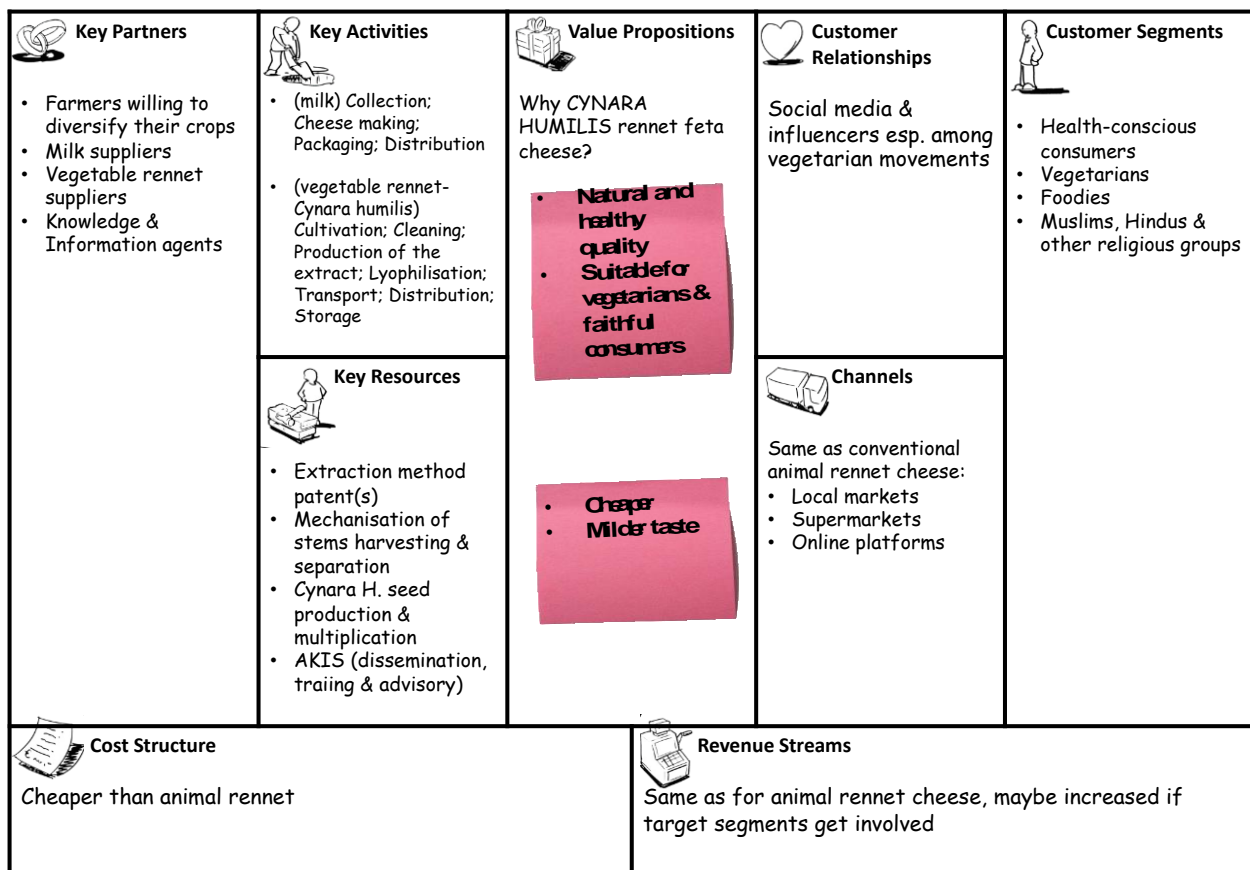 Key Partners
• Farmers willing to
diversify their crops
• Milk suppliers
• Vegetable rennet
suppliers
• Knowledge &
Information agents
Key Activities
• (milk) Collection;
Cheese making;
Packaging; Distribution
• (vegetable rennet-
Cynara humilis)
Cultivation; Cleaning;
Production of the
extract; Lyophilisation;
Transport; Distribution;
Storage
Key Resources
• Extraction method
patent(s)
• Mechanisation of
stems harvesting &
separation
• Cynara H. seed
production &
multiplication
• AKIS (dissemination,
traiing & advisory)
Value Propositions
Why CYNARA
HUMILIS rennet feta
cheese?
• Natural and
healthy
quality
• Suitable for
vegetarians &
faithful
consumers
• Cheaper
• Milder taste
Customer
Relationships
Social media &
influencers esp. among
vegetarian movements
Channels
Same as conventional
animal rennet cheese:
• Local markets
• Supermarkets
• Online platforms
Customer Segments
• Health-conscious
consumers
• Vegetarians
• Foodies
• Muslims, Hindus &
other religious groups
Cost Structure
Cheaper than animal rennet
Revenue Streams
Same as for animal rennet cheese, maybe increased if
target segments get involved